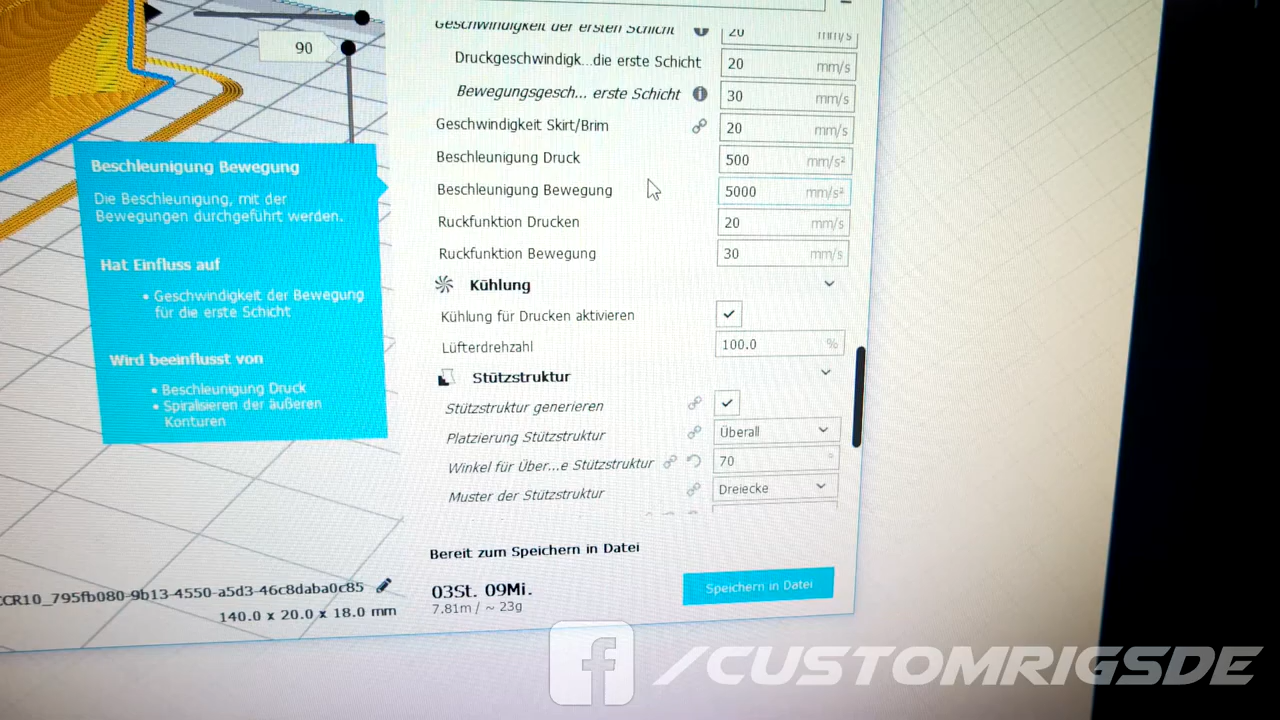 90
Geschwindigkeit der ersten Schicht 20 mm/s
Druckgeschwindigk...die erste Schicht 20 mm/s
Bewegungsgesch... erste Schicht 30 mm/s
Geschwindigkeit Skirt/Brim 20 mm/s
Beschleunigung Druck 500 mm/s²
Beschleunigung Bewegung 5000 mm/s²
Ruckfunktion Drucken 20 mm/s
Ruckfunktion Bewegung 30 mm/s
Kühlung
Kühlung für Drucken aktivieren
Lüfterdrehzahl 100.0 %
Stützstruktur
Stützstruktur generieren
Platzierung Stützstruktur Überall
Winkel für Über...e Stützstruktur 70 °
Muster der Stützstruktur Dreiecke
Beschleunigung Bewegung
Die Beschleunigung, mit der
Bewegungen durchgeführt werden.
Hat Einfluss auf
• Geschwindigkeit der Bewegung
für die erste Schicht
Wird beeinflusst von
• Beschleunigung Druck
• Spiralisieren der äußeren
Konturen
Bereit zum Speichern in Datei
03St. 09Mi.
7.81m / ~ 23g
Speichern in Datei
CR10_795fb080-9b13-4550-a5d3-46c8daba0c85
140.0 x 20.0 x 18.0 mm
f /CUSTOMRIGSDE